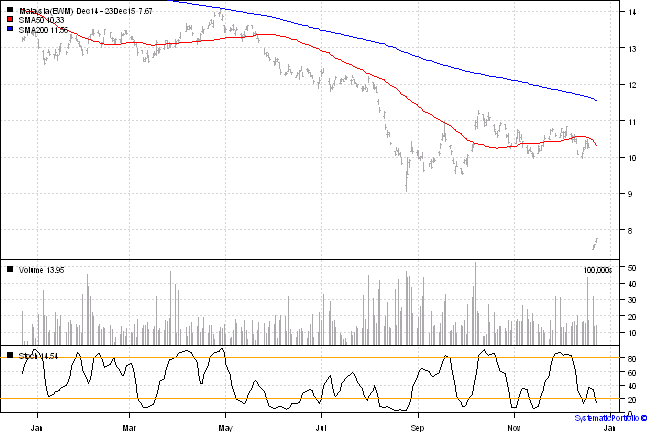 Malaysia(EWM) Dec14 - 23Dec15 7.67
SMA50 10.33
SMA200 11.56
14
13
12
11
10
9
8
Volume 13.95
100,000s
50
40
30
20
10
Stoch 14.54
80
60
40
20
0
Jan
Mar
May
Jul
Sep
Nov
Jan
SystematicPortfolio ©